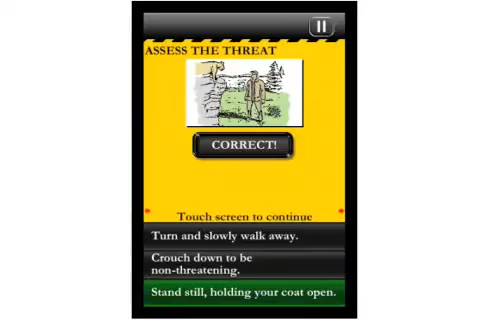 ASSESS THE THREAT
CORRECT!
Touch screen to continue
Turn and slowly walk away.
Crouch down to be
non-threatening.
Stand still, holding your coat open.